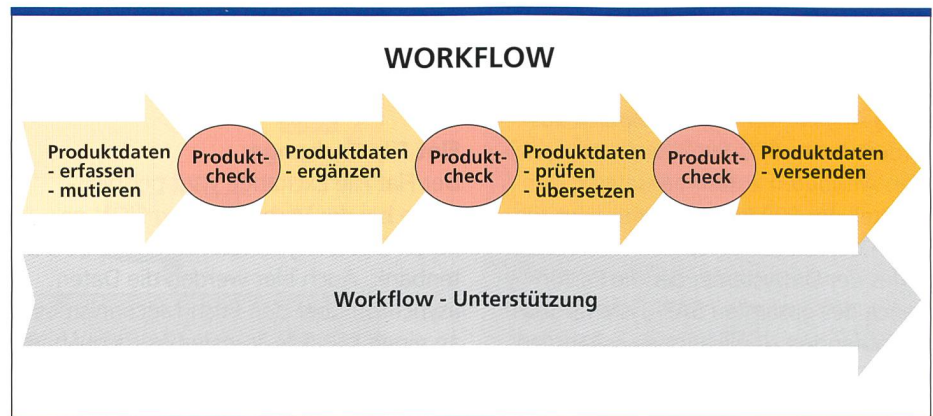 WORKFLOW
Produktdaten
- erfassen
- mutieren
Produkt-
check
Produktdaten
- ergänzen
Produkt-
check
Produktdaten
- prüfen
- übersetzen
Produkt-
check
Produktdaten
- versenden
Workflow - Unterstützung